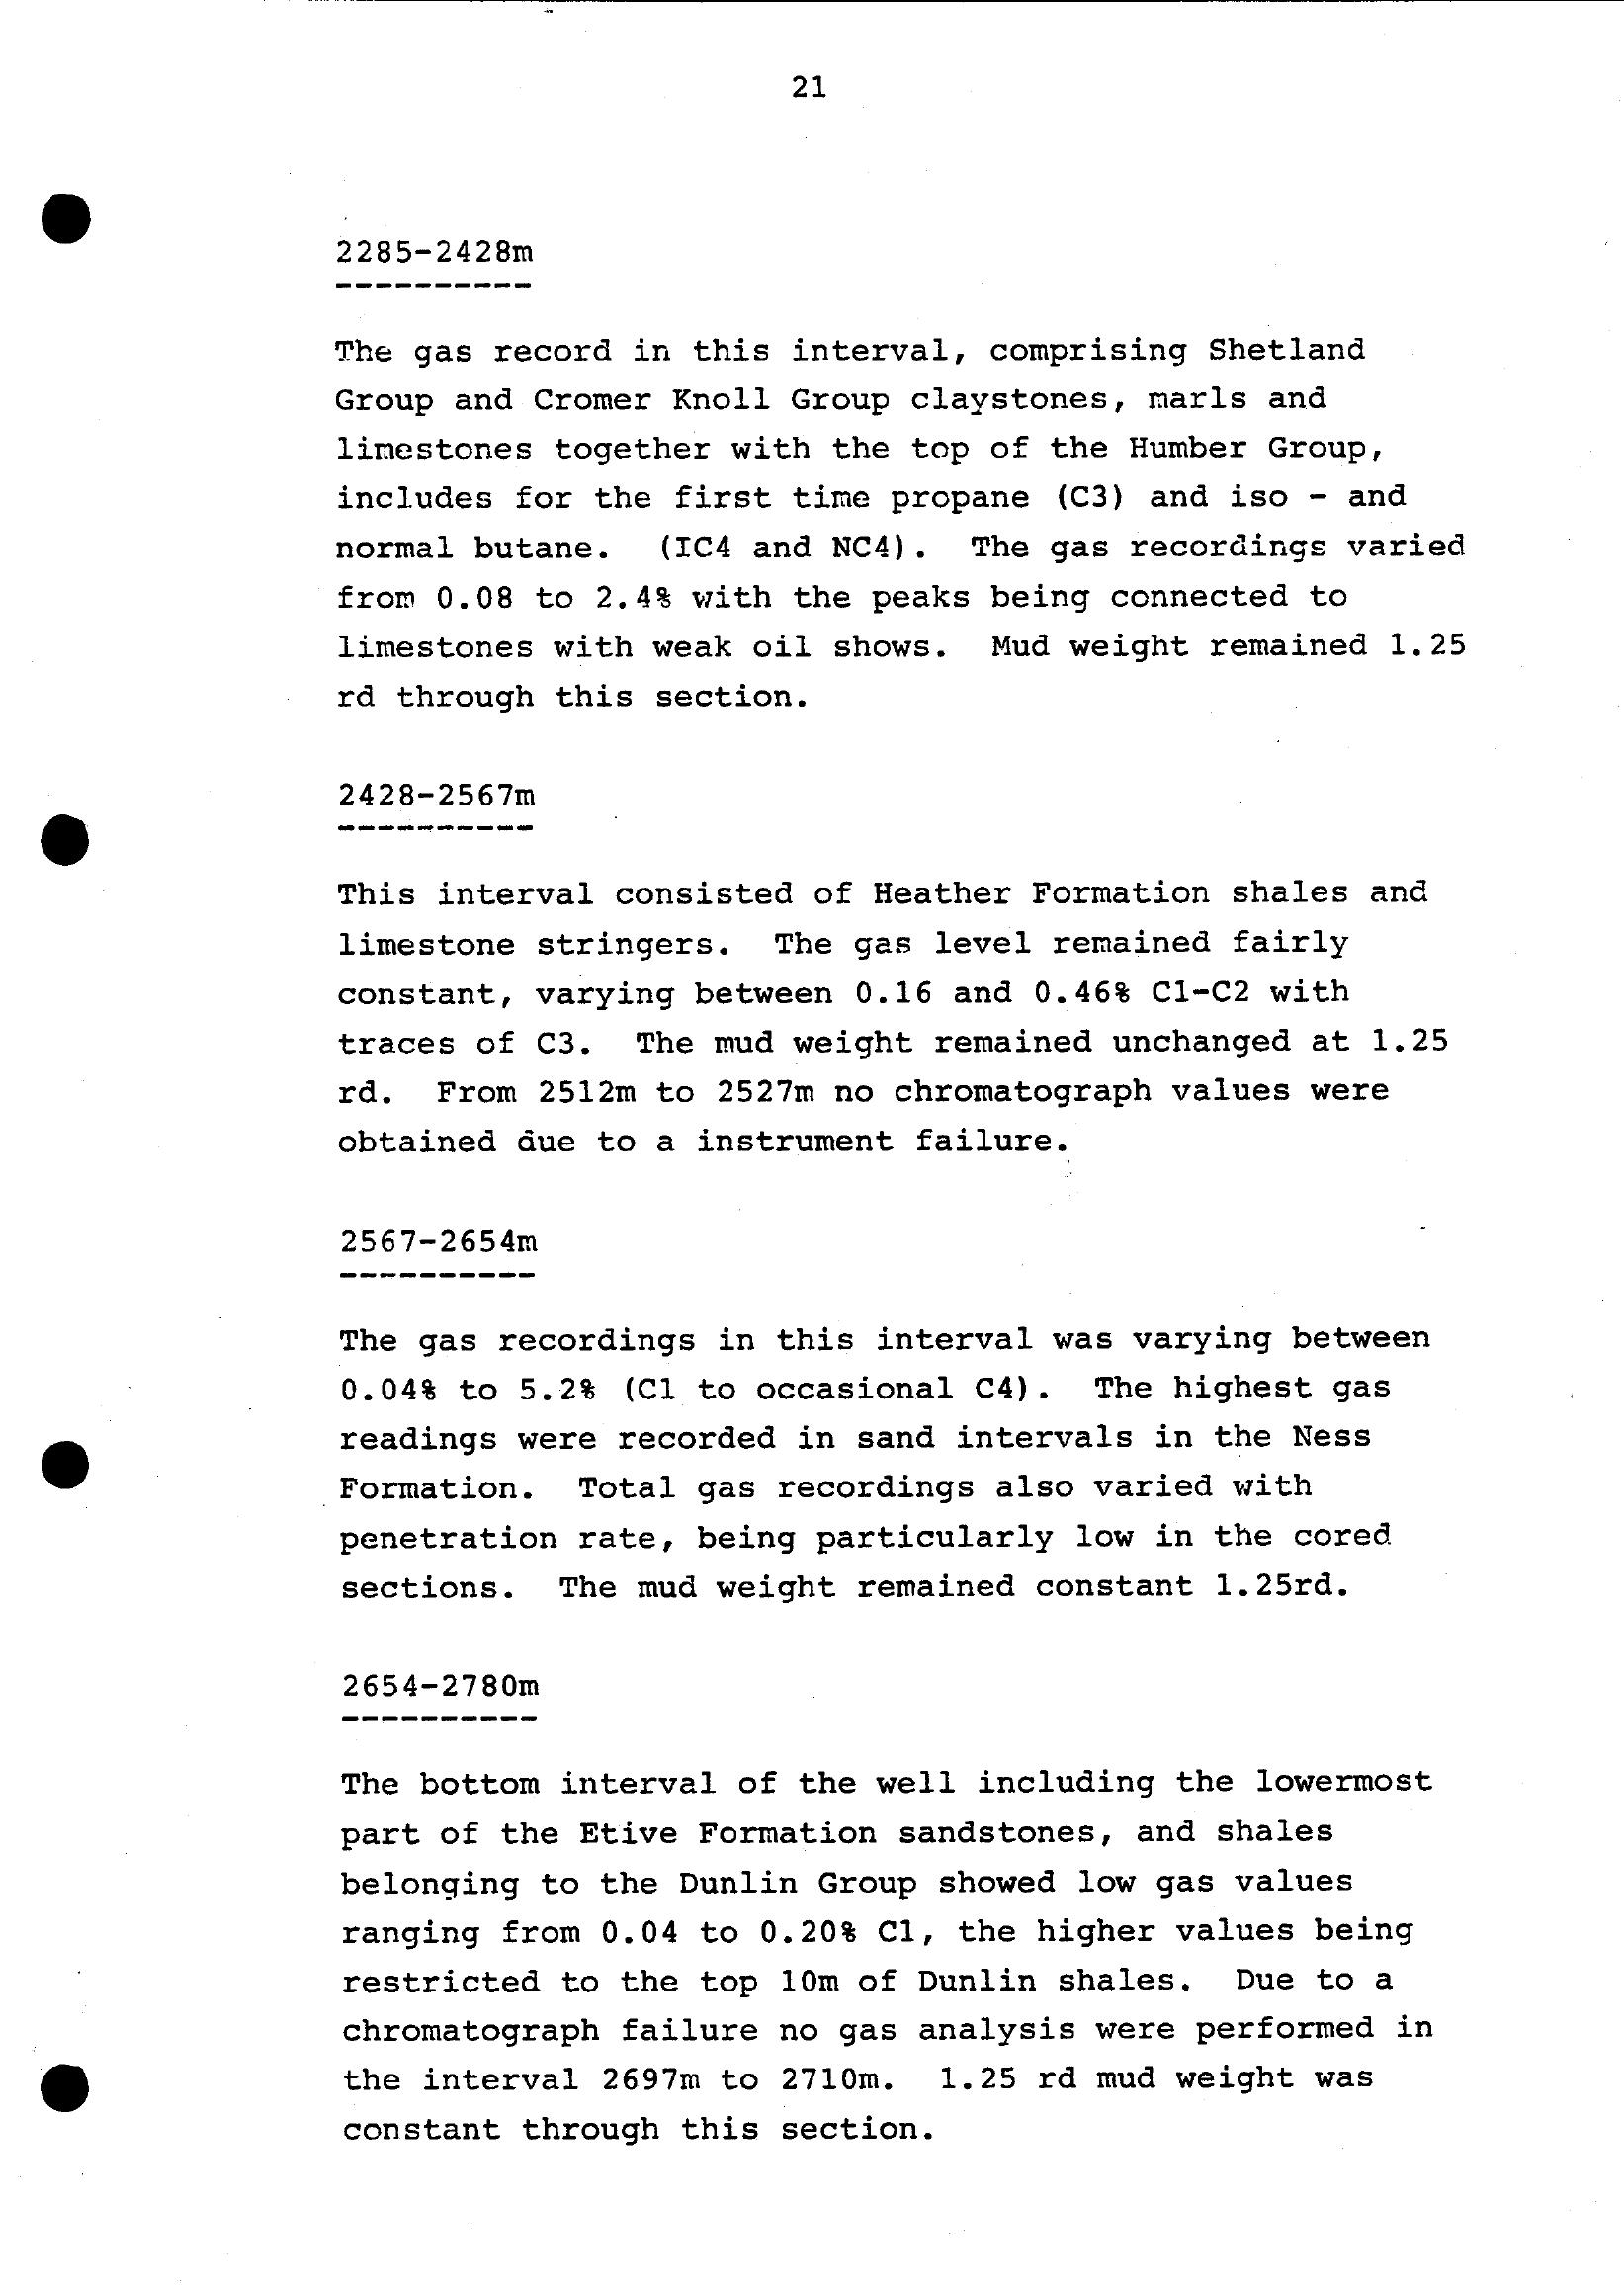 21
2285-2428m
----------
The gas record in this interval, comprising Shetland
Group and Cromer Knoll Group claystones, marls and
limestones together with the top of the Humber Group,
includes for the first time propane (C3) and iso - and
normal butane.  (IC4 and NC4).  The gas recordings varied
from 0.08 to 2.4% with the peaks being connected to
limestones with weak oil shows.  Mud weight remained 1.25
rd through this section.
2428-2567m
----------
This interval consisted of Heather Formation shales and
limestone stringers.  The gas level remained fairly
constant, varying between 0.16 and 0.46% C1-C2 with
traces of C3.  The mud weight remained unchanged at 1.25
rd.  From 2512m to 2527m no chromatograph values were
obtained due to a instrument failure.
2567-2654m
----------
The gas recordings in this interval was varying between
0.04% to 5.2% (C1 to occasional C4).  The highest gas
readings were recorded in sand intervals in the Ness
Formation.  Total gas recordings also varied with
penetration rate, being particularly low in the cored
sections.  The mud weight remained constant 1.25rd.
2654-2780m
----------
The bottom interval of the well including the lowermost
part of the Etive Formation sandstones, and shales
belonging to the Dunlin Group showed low gas values
ranging from 0.04 to 0.20% C1, the higher values being
restricted to the top 10m of Dunlin shales.  Due to a
chromatograph failure no gas analysis were performed in
the interval 2697m to 2710m.  1.25 rd mud weight was
constant through this section.